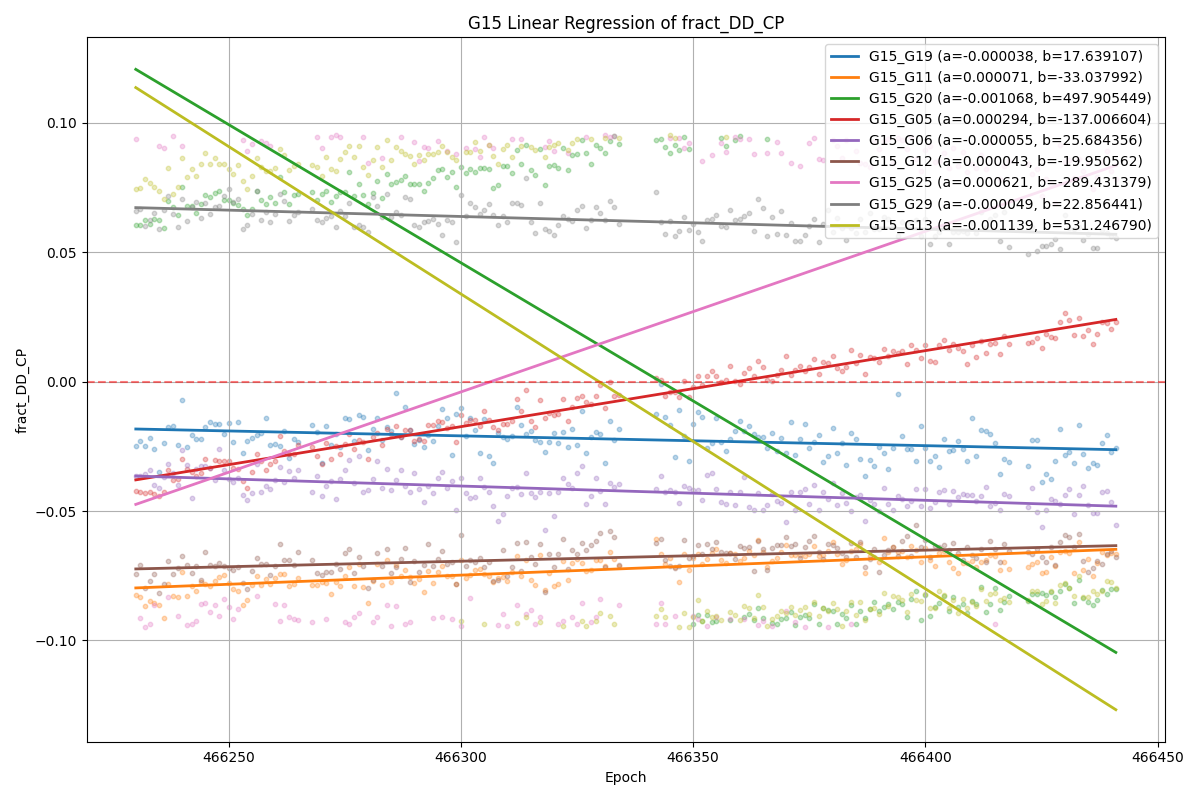 G15 Linear Regression of fract_DD_CP
G15_G19 (a=-0.000038, b=17.639107)
G15_G11 (a=0.000071, b=-33.037992)
G15_G20 (a=-0.001068, b=497.905449)
G15_G05 (a=0.000294, b=-137.006604)
G15_G06 (a=-0.000055, b=25.684356)
G15_G12 (a=0.000043, b=-19.950562)
G15_G25 (a=0.000621, b=-289.431379)
G15_G29 (a=-0.000049, b=22.856441)
G15_G13 (a=-0.001139, b=531.246790)
fract_DD_CP
0.10
0.05
0.00
−0.05
−0.10
466250
466300
466350
466400
466450
Epoch